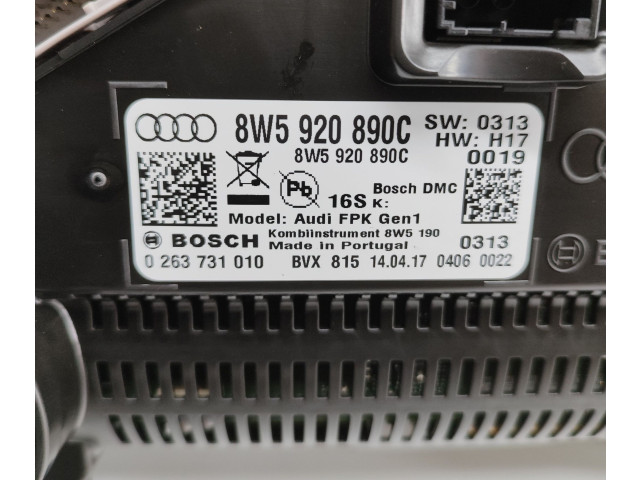 8W5 920 890C SW: 0313
8W5 920 890C HW: H17
0019
Pb 16S Bosch DMC
K:
Model: Audi FPK Gen1
BOSCH Kombiinstrument 8W5 190
Made in Portugal 0313
0 263 731 010 BVX 815 14.04.17 0406 0022